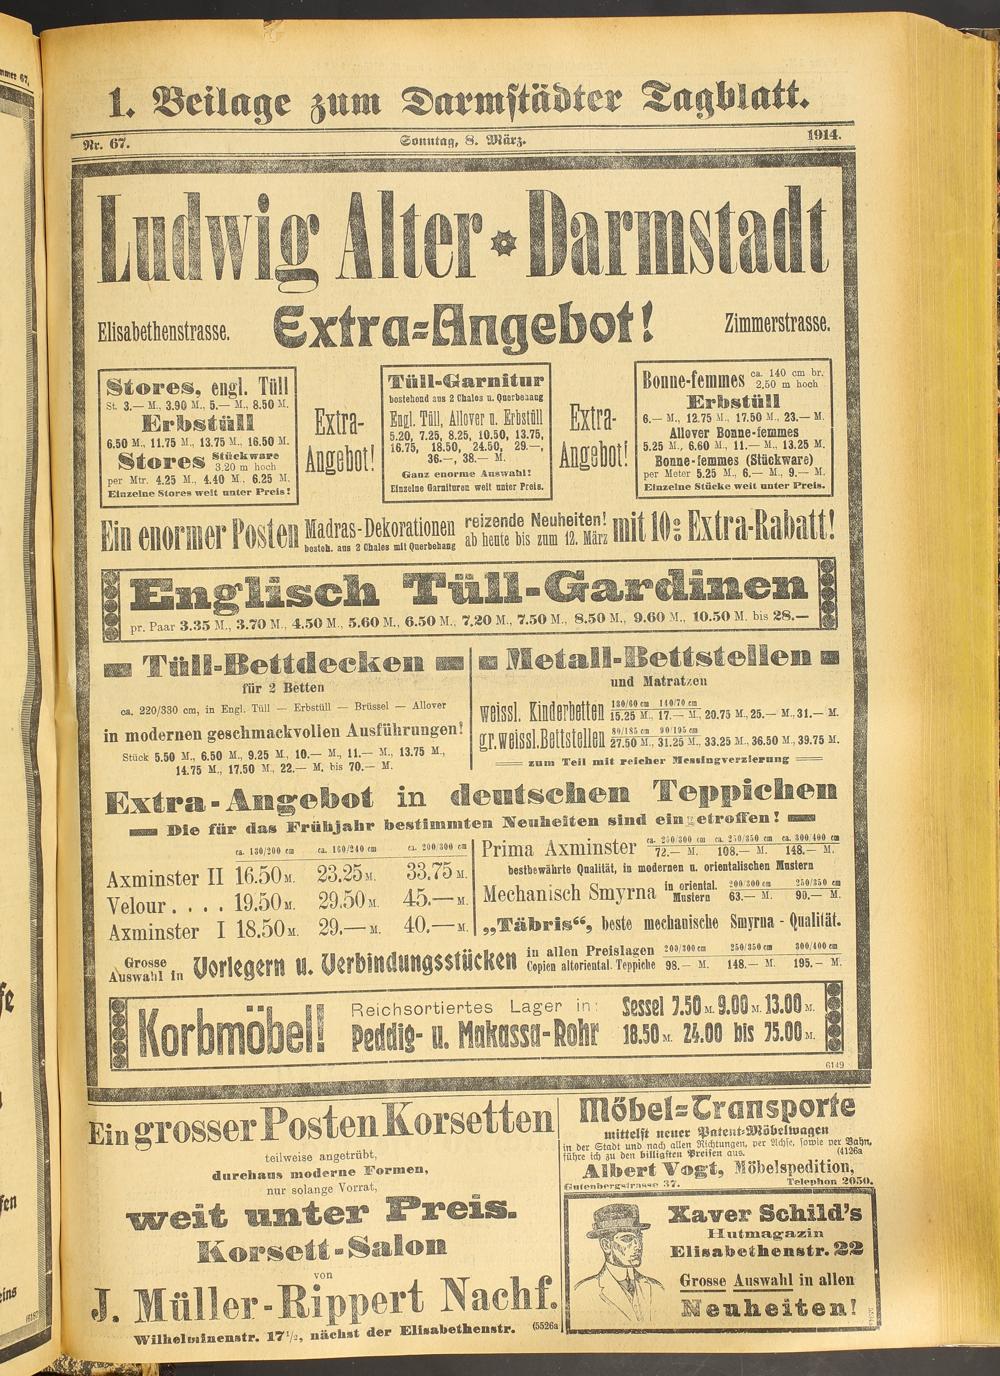 1. Beilage zum Darmstädter Tagblatt.
Nr. 67.
Sonntag, 8. März.
1914.
Ludwig Alter Darmstadt
Elisabethenstrasse.
Extra=Angebot!
Zimmerstrasse.
Stores, engl. Tüll
St. 3.— M., 3.90 M., 5.— M., 8.50 M.
Erbstüll
6.50 M., 11.75 M., 13.75 M., 16.50 M.
Stores Stückware 3.20 m hoch
per Mtr. 4.25 M., 4.40 M., 6.25 M.
Einzelne Stores weit unter Preis!
Extra-
Angebot!
Tüll-Garnitur
bestehend aus 2 Chales u. Querbehang
Engl. Tüll, Allover u. Erbstüll
5.20, 7.25, 8.25, 10.50, 13.75,
16.75, 18.50, 24.50, 29.—,
36.—, 38.— M.
Ganz enorme Auswahl!
Einzelne Garnituren weit unter Preis.
Extra-
Angebot!
Bonne-femmes ca. 140 cm br. 2,50 m hoch
Erbstüll
6.— M., 12.75 M., 17.50 M., 23.— M.
Allover Bonne-femmes
5.25 M., 6.60 M., 11.— M., 13.25 M.
Bonne-femmes (Stückware)
per Meter 5.25 M., 6.— M., 9.— M.
Einzelne Stücke weit unter Preis.
Ein enormer Posten Madras-Dekorationen reizende Neuheiten! mit 10% Extra-Rabatt!
besteh. aus 2 Chales mit Querbehang ab heute bis zum 12. März
Englisch Tüll-Gardinen
pr. Paar 3.35 M., 3.70 M., 4.50 M., 5.60 M., 6.50 M., 7.20 M., 7.50 M., 8.50 M., 9.60 M., 10.50 M. bis 28.—
Tüll-Bettdecken
für 2 Betten
ca. 220/330 cm, in Engl. Tüll — Erbstüll — Brüssel — Allover
in modernen geschmackvollen Ausführungen!
Stück 5.50 M., 6.50 M., 9.25 M., 10.— M., 11.— M., 13.75 M.,
14.75 M., 17.50 M., 22.— M. bis 70.— M.
Metall-Bettstellen
und Matratzen
130/60 cm 140/70 cm
weissl. Kinderbetten 15.25 M., 17.— M., 20.75 M., 25.— M., 31.— M.
80/185 cm 90/195 cm
gr. weissl. Bettstellen 27.50 M., 31.25 M., 33.25 M., 36.50 M., 39.75 M.
zum Teil mit reicher Messingverzierung
Extra-Angebot in deutschen Teppichen
Die für das Frühjahr bestimmten Neuheiten sind eingetroffen!
ca. 130/200 cm ca. 160/240 cm ca. 200/300 cm
Axminster II 16.50 M. 23.25 M. 33.75 M.
Velour . . . . 19.50 M. 29.50 M. 45.— M.
Axminster I 18.50 M. 29.— M. 40.— M.
ca. 200/300 cm ca. 250/350 cm ca. 300/400 cm
Prima Axminster 72.— M. 108.— M. 148.— M.
bestbewährte Qualität, in modernen u. orientalischen Mustern
Mechanisch Smyrna in oriental. Mustern 200/300 cm 63.— M. 250/350 cm 90.— M.
„Täbris“, beste mechanische Smyrna-Qualität.
Grosse Auswahl in Vorlegern u. Verbindungsstücken in allen Preislagen 200/300 cm 250/350 cm 300/400 cm
Copien altoriental. Teppiche 98.— M. 148.— M. 195.— M.
Korbmöbel!
Reichsortiertes Lager in:
Peddig- u. Makassa-Rohr
Sessel 7.50 M. 9.00 M. 13.00 M.
18.50 M. 24.00 bis 75.00 M.
6149
Ein grosser Posten Korsetten
teilweise angetrübt,
durchaus moderne Formen,
nur solange Vorrat,
weit unter Preis.
Korsett-Salon
von
J. Müller-Rippert Nachf.
Wilhelminenstr. 17 1/2, nächst der Elisabethenstr.
(5526a
Möbel=Transporte
mittelst neuer Patent=Möbelwagen
in der Stadt und nach allen Richtungen, per Achse, sowie per Bahn,
führe ich zu den billigsten Preisen aus.
(4126a
Albert Vogt, Möbelspedition,
Gutenbergstrasse 37.
Telephon 2050.
Xaver Schild's
Hutmagazin
Elisabethenstr. 22
Grosse Auswahl in allen
Neuheiten!